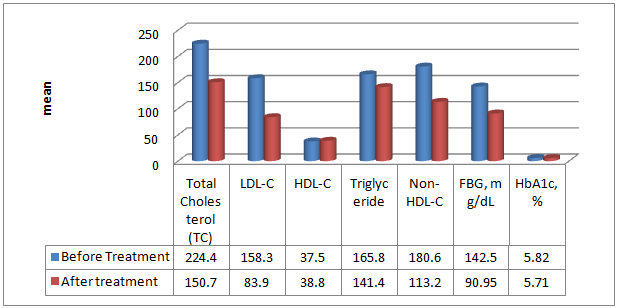 250
200
150
100
50
0
mean
Total
Choles
terol
(TC)
LDL-C
HDL-C
Triglyc
eride
Non-
HDL-C
FBG, m
g/dL
HbA1c,
%
Before Treatment 224.4 158.3 37.5 165.8 180.6 142.5 5.82
After treatment 150.7 83.9 38.8 141.4 113.2 90.95 5.71